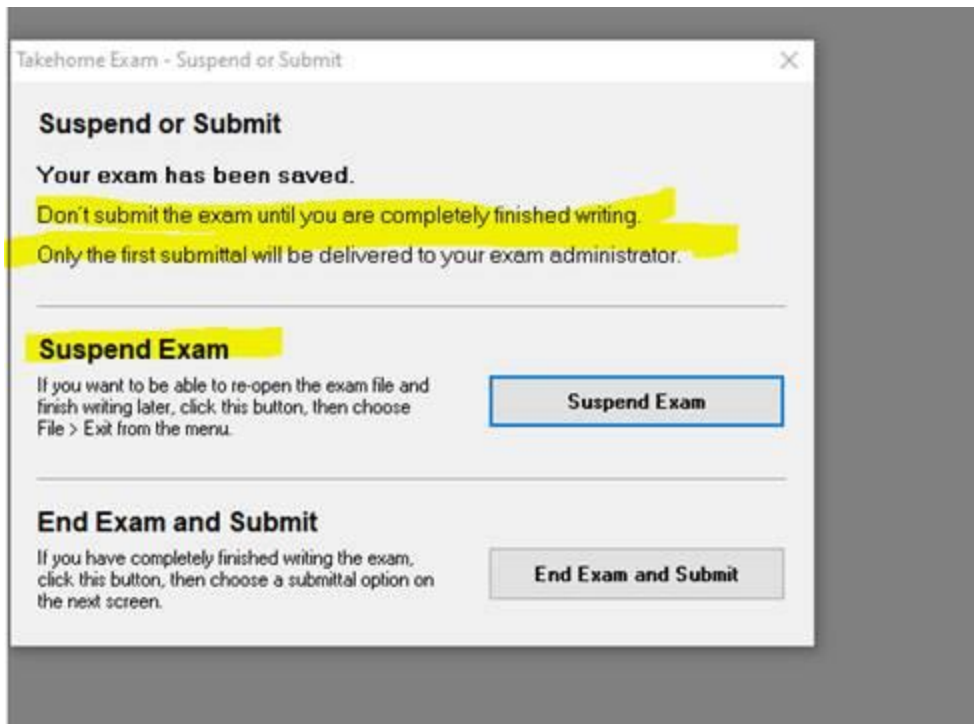 Takehome Exam - Suspend or Submit
Suspend or Submit
Your exam has been saved.
Don't submit the exam until you are completely finished writing.
Only the first submittal will be delivered to your exam administrator.
Suspend Exam
If you want to be able to re-open the exam file and
finish writing later, click this button, then choose
File > Exit from the menu.
Suspend Exam
End Exam and Submit
If you have completely finished writing the exam,
click this button, then choose a submittal option on
the next screen.
End Exam and Submit